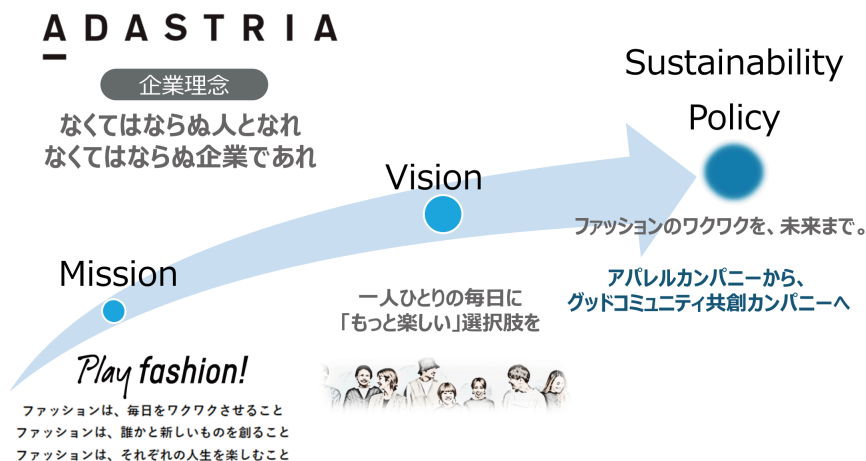 ADASTRIA
企業理念
なくてはならぬ人となれ
なくてはならぬ企業であれ
Mission
Play fashion!
ファッションは、毎日をワクワクさせること
ファッションは、誰かと新しいものを創ること
ファッションは、それぞれの人生を楽しむこと
Vision
一人ひとりの毎日に
「もっと楽しい」選択肢を
Sustainability
Policy
ファッションのワクワクを、未来まで。
アパレルカンパニーから、
グッドコミュニティ共創カンパニーへ